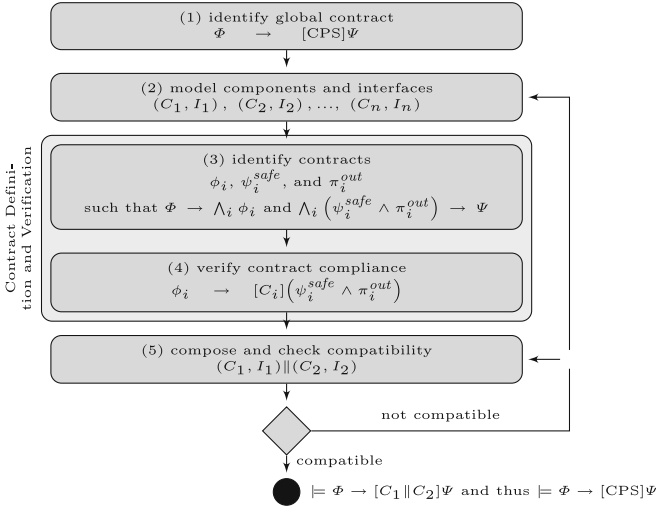 (1) identify global contract
Φ → [CPS]Ψ
(2) model components and interfaces
(C₁, I₁) , (C₂, I₂) , ..., (Cₙ, Iₙ)
Contract Defini-
tion and Verification
(3) identify contracts
ϕᵢ, ψᵢ^safe, and πᵢ^out
such that Φ → ⋀ᵢ ϕᵢ and ⋀ᵢ (ψᵢ^safe ∧ πᵢ^out) → Ψ
(4) verify contract compliance
ϕᵢ → [Cᵢ](ψᵢ^safe ∧ πᵢ^out)
(5) compose and check compatibility
(C₁, I₁)‖(C₂, I₂)
not compatible
compatible
⊨ Φ → [C₁‖C₂]Ψ and thus ⊨ Φ → [CPS]Ψ